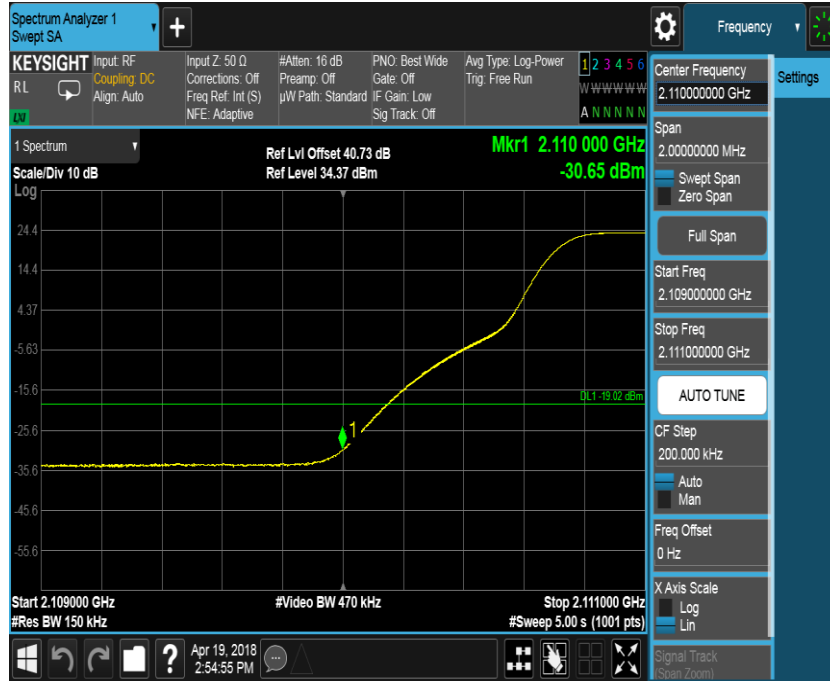 Spectrum Analyzer 1
Swept SA
+
Frequency
KEYSIGHT
RL
LXI
Input: RF
Coupling: DC
Align: Auto
Input Z: 50 Ω
Corrections: Off
Freq Ref: Int (S)
NFE: Adaptive
#Atten: 16 dB
Preamp: Off
µW Path: Standard
PNO: Best Wide
Gate: Off
IF Gain: Low
Sig Track: Off
Avg Type: Log-Power
Trig: Free Run
1 2 3 4 5 6
W W W W W W
A N N N N N
1 Spectrum
Scale/Div 10 dB
Log
Ref Lvl Offset 40.73 dB
Ref Level 34.37 dBm
Mkr1 2.110 000 GHz
-30.65 dBm
24.4
14.4
4.37
-5.63
-15.6
-25.6
-35.6
-45.6
-55.6
DL1 -19.02 dBm
1
Start 2.109000 GHz
#Res BW 150 kHz
#Video BW 470 kHz
Stop 2.111000 GHz
#Sweep 5.00 s (1001 pts)
Center Frequency
2.110000000 GHz
Span
2.00000000 MHz
Swept Span
Zero Span
Full Span
Start Freq
2.109000000 GHz
Stop Freq
2.111000000 GHz
AUTO TUNE
CF Step
200.000 kHz
Auto
Man
Freq Offset
0 Hz
X Axis Scale
Log
Lin
Signal Track
(Span Zoom)
Settings
?
Apr 19, 2018
2:54:55 PM